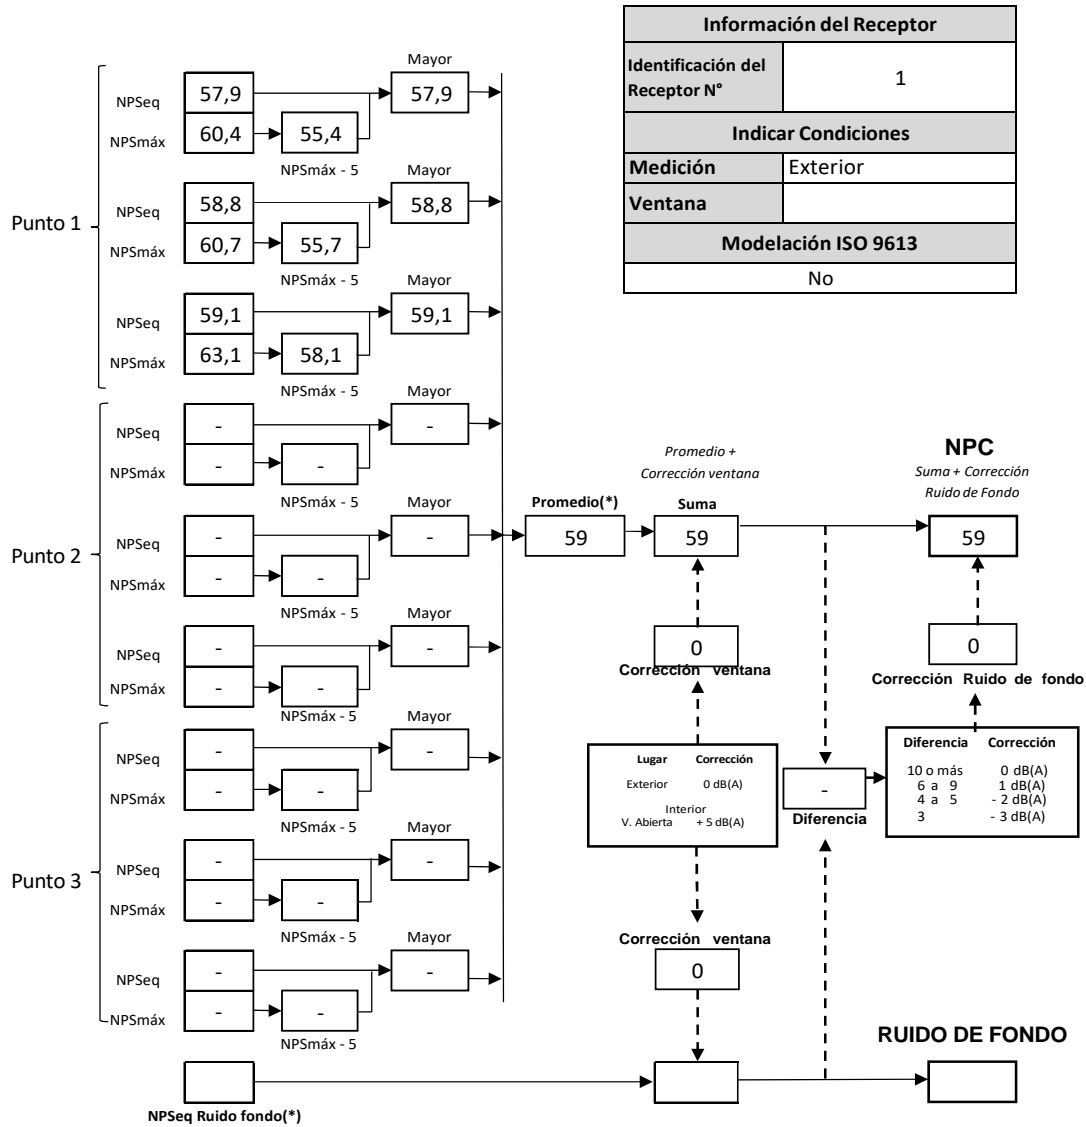 Información del Receptor
Identificación del
Receptor N°
1
Indicar Condiciones
Medición Exterior
Ventana
Modelación ISO 9613
No
Punto 1
Mayor
NPSeq 57,9 57,9
NPSmáx 60,4 55,4
NPSmáx - 5
Mayor
NPSeq 58,8 58,8
NPSmáx 60,7 55,7
NPSmáx - 5
Mayor
NPSeq 59,1 59,1
NPSmáx 63,1 58,1
NPSmáx - 5
Punto 2
Mayor
NPSeq - -
NPSmáx - -
NPSmáx - 5
Mayor
NPSeq - -
NPSmáx - -
NPSmáx - 5
Mayor
NPSeq - -
NPSmáx - -
NPSmáx - 5
Punto 3
Mayor
NPSeq - -
NPSmáx - -
NPSmáx - 5
Mayor
NPSeq - -
NPSmáx - -
NPSmáx - 5
Mayor
NPSeq - -
NPSmáx - -
NPSmáx - 5
NPSeq Ruido fondo(*)
Promedio(*)
59
Promedio +
Corrección ventana
Suma
59
0
Corrección ventana
Lugar Corrección
Exterior 0 dB(A)
Interior
V. Abierta + 5 dB(A)
Corrección ventana
0
-
Diferencia
NPC
Suma + Corrección
Ruido de Fondo
59
0
Corrección Ruido de fondo
Diferencia Corrección
10 o más 0 dB(A)
6 a 9 1 dB(A)
4 a 5 - 2 dB(A)
3 - 3 dB(A)
RUIDO DE FONDO